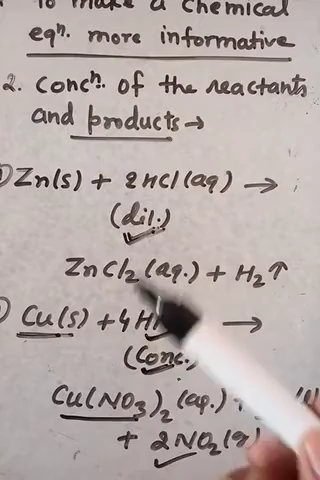 To make a chemical
eqⁿ. more informative
2. Concⁿ. of the reactants
and products →
Zn(s) + 2HCl(aq) →
(dil.)
ZnCl₂(aq.) + H₂↑
Cu(s) + 4H →
(Conc.)
Cu(NO₃)₂(aq.) +
+ 2NO₂(g)